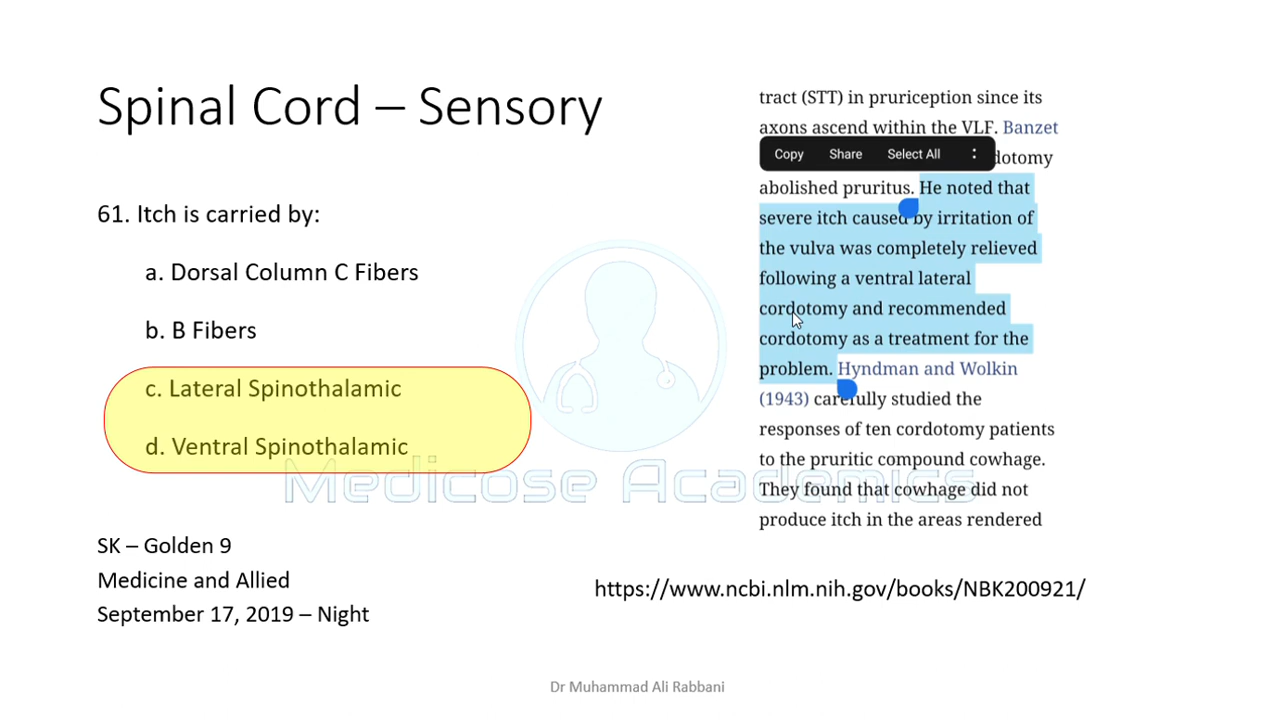 Spinal Cord – Sensory
61. Itch is carried by:
a. Dorsal Column C Fibers
b. B Fibers
c. Lateral Spinothalamic
d. Ventral Spinothalamic
SK – Golden 9
Medicine and Allied
September 17, 2019 – Night
tract (STT) in pruriception since its
axons ascend within the VLF. Banzet
Copy Share Select All
dotomy
abolished pruritus. He noted that
severe itch caused by irritation of
the vulva was completely relieved
following a ventral lateral
cordotomy and recommended
cordotomy as a treatment for the
problem. Hyndman and Wolkin
(1943) carefully studied the
responses of ten cordotomy patients
to the pruritic compound cowhage.
They found that cowhage did not
produce itch in the areas rendered
https://www.ncbi.nlm.nih.gov/books/NBK200921/
Medicose Academics
Dr Muhammad Ali Rabbani